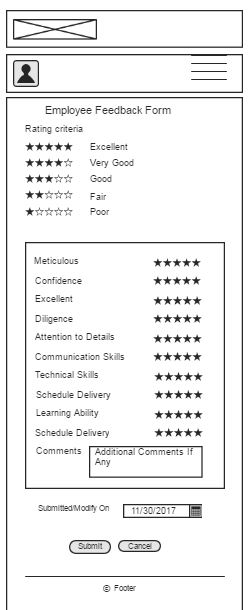 Employee Feedback Form
Rating criteria
★★★★★ Excellent
★★★★☆ Very Good
★★★☆☆ Good
★★☆☆☆ Fair
★☆☆☆☆ Poor
Meticulous ★★★★★
Confidence ★★★★★
Excellent ★★★★★
Diligence ★★★★★
Attention to Details ★★★★★
Communication Skills ★★★★★
Technical Skills ★★★★★
Schedule Delivery ★★★★★
Learning Ability ★★★★★
Schedule Delivery ★★★★★
Comments Additional Comments If
Any
Submitted/Modify On 11/30/2017
Submit Cancel
© Footer